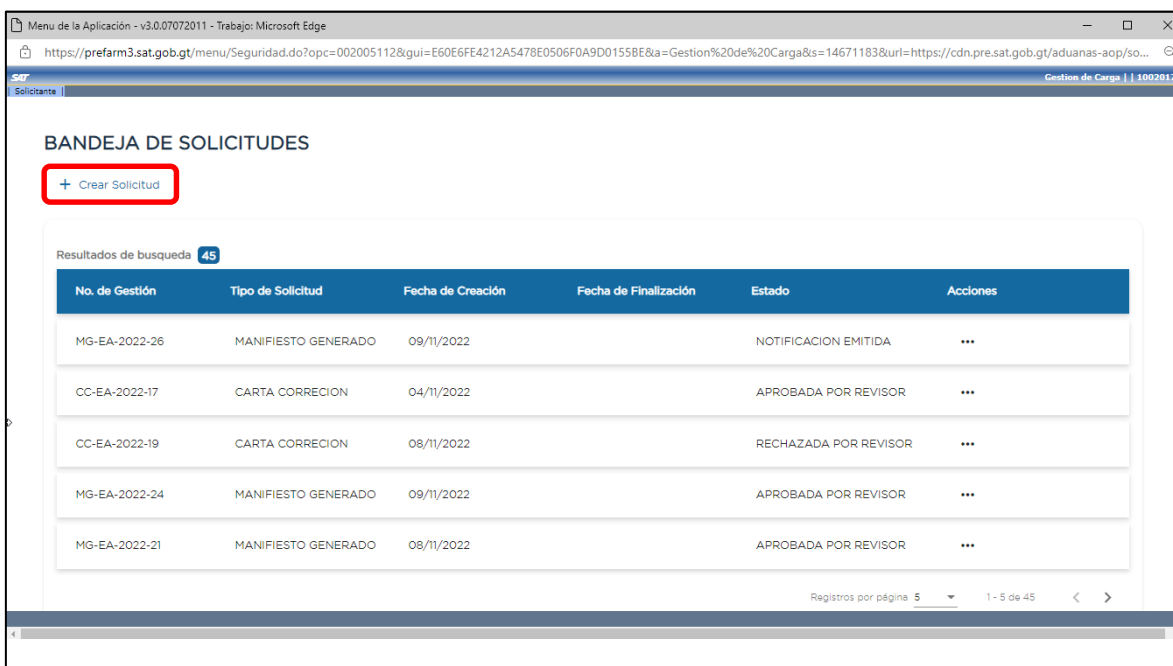 Menu de la Aplicación - v3.0.07072011 - Trabajo: Microsoft Edge
https://prefarm3.sat.gob.gt/menu/Seguridad.do?opc=002005112&gui=E60E6FE4212A5478E0506F0A9D0155BE&a=Gestion%20de%20Carga&s=14671183&url=https://cdn.pre.sat.gob.gt/aduanas-aop/so...
SAT
Gestion de Carga | | 1002017
| Solicitante |
BANDEJA DE SOLICITUDES
+ Crear Solicitud
Resultados de busqueda 45
No. de Gestión Tipo de Solicitud Fecha de Creación Fecha de Finalización Estado Acciones
MG-EA-2022-26 MANIFIESTO GENERADO 09/11/2022 NOTIFICACION EMITIDA •••
CC-EA-2022-17 CARTA CORRECION 04/11/2022 APROBADA POR REVISOR •••
CC-EA-2022-19 CARTA CORRECION 08/11/2022 RECHAZADA POR REVISOR •••
MG-EA-2022-24 MANIFIESTO GENERADO 09/11/2022 APROBADA POR REVISOR •••
MG-EA-2022-21 MANIFIESTO GENERADO 08/11/2022 APROBADA POR REVISOR •••
Registros por página 5 1 - 5 de 45